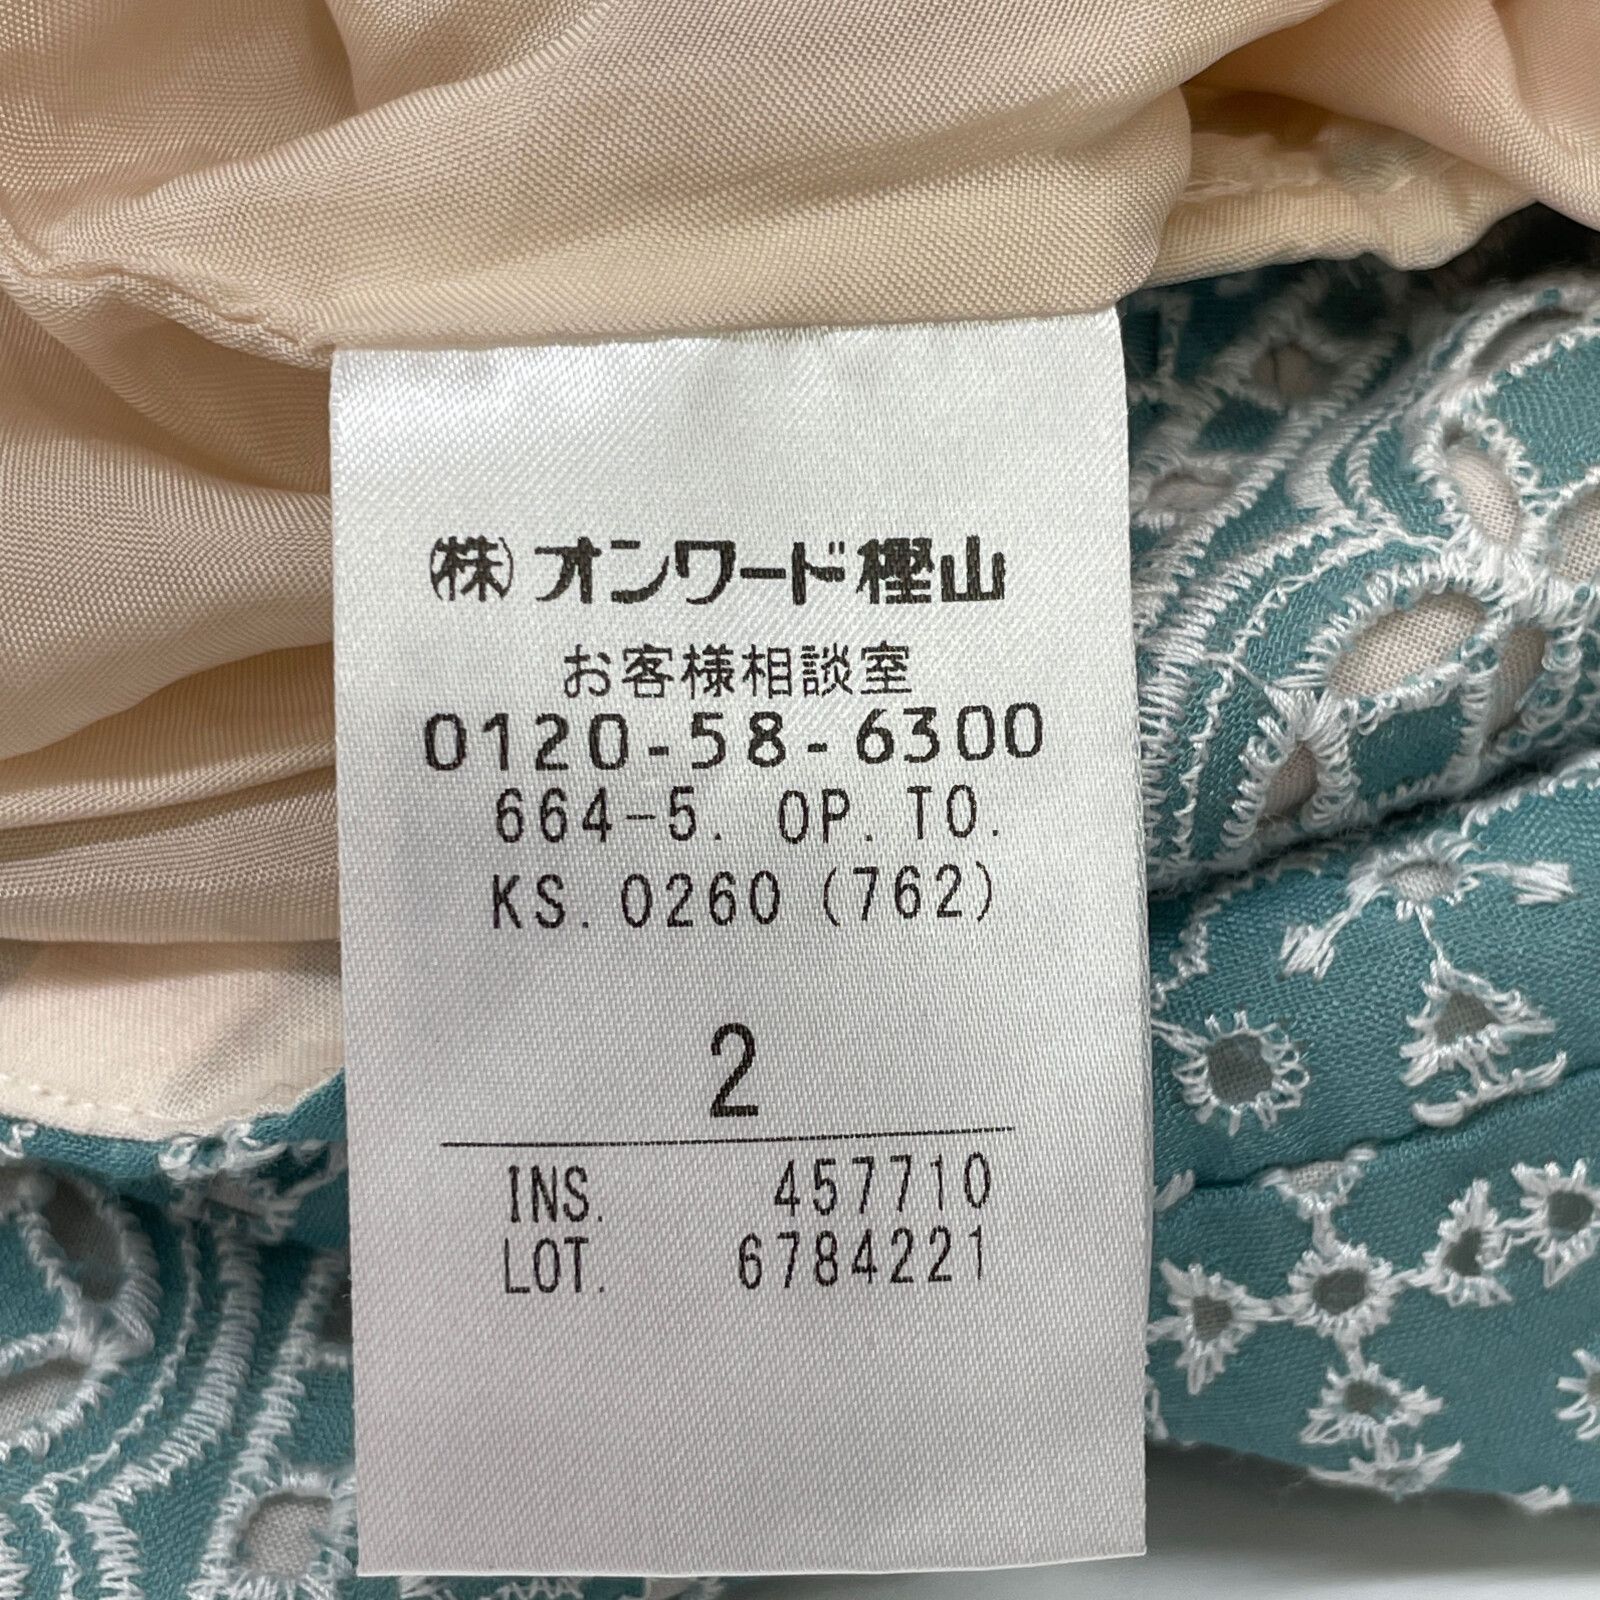 ㈱オンワード樫山
お客様相談室
0120-58-6300
664-5. OP. TO.
KS. 0260 (762)
2
INS. 457710
LOT. 6784221